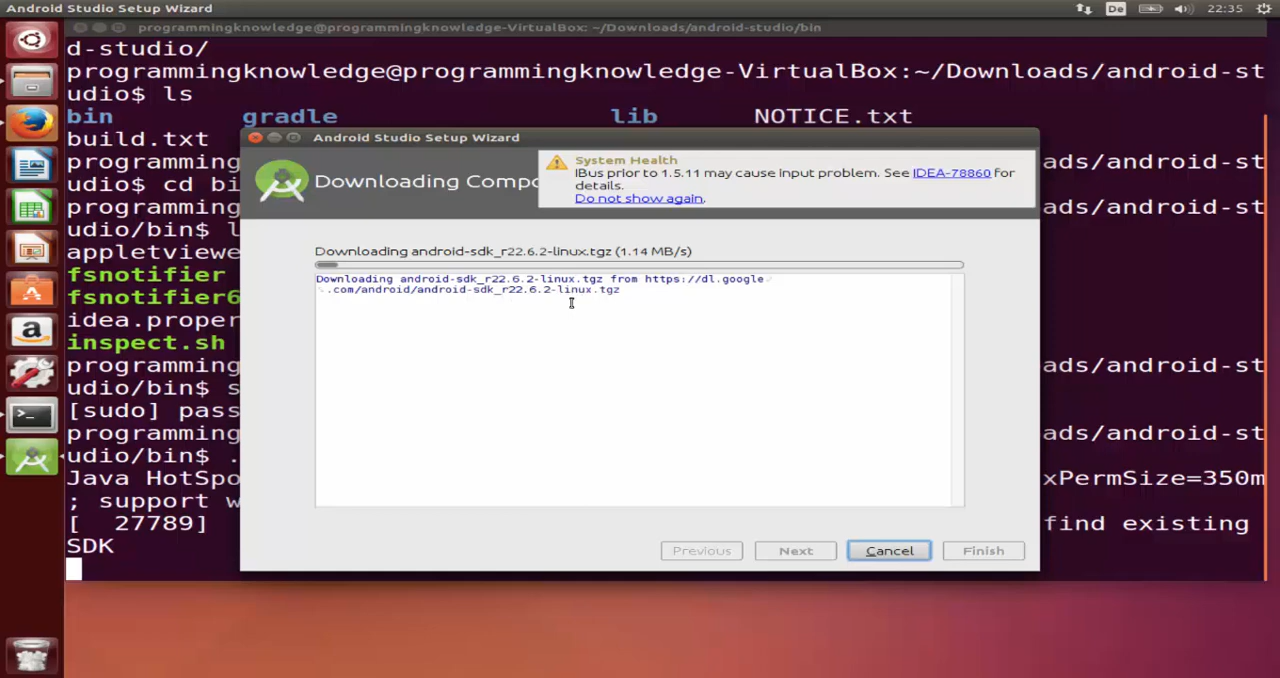 Android Studio Setup Wizard
De
22:35
programmingknowledge@programmingknowledge-VirtualBox: ~/Downloads/android-studio/bin
d-studio/
programmingknowledge@programmingknowledge-VirtualBox:~/Downloads/android-st
udio$ ls
bin gradle lib NOTICE.txt
build.txt
programming ads/android-st
udio$ cd bi
programming ads/android-st
udio/bin$ l
appletviewe
fsnotifier
fsnotifier6
idea.proper
inspect.sh
programming ads/android-st
udio/bin$ s
[sudo] pass
programming ads/android-st
udio/bin$ .
Java HotSpo xPermSize=350m
; support w
[ 27789] find existing
SDK
Android Studio Setup Wizard
Downloading Compo
System Health
IBus prior to 1.5.11 may cause input problem. See IDEA-78860 for
details.
Do not show again.
Downloading android-sdk_r22.6.2-linux.tgz (1.14 MB/s)
Downloading android-sdk_r22.6.2-linux.tgz from https://dl.google
.com/android/android-sdk_r22.6.2-linux.tgz
Previous
Next
Cancel
Finish